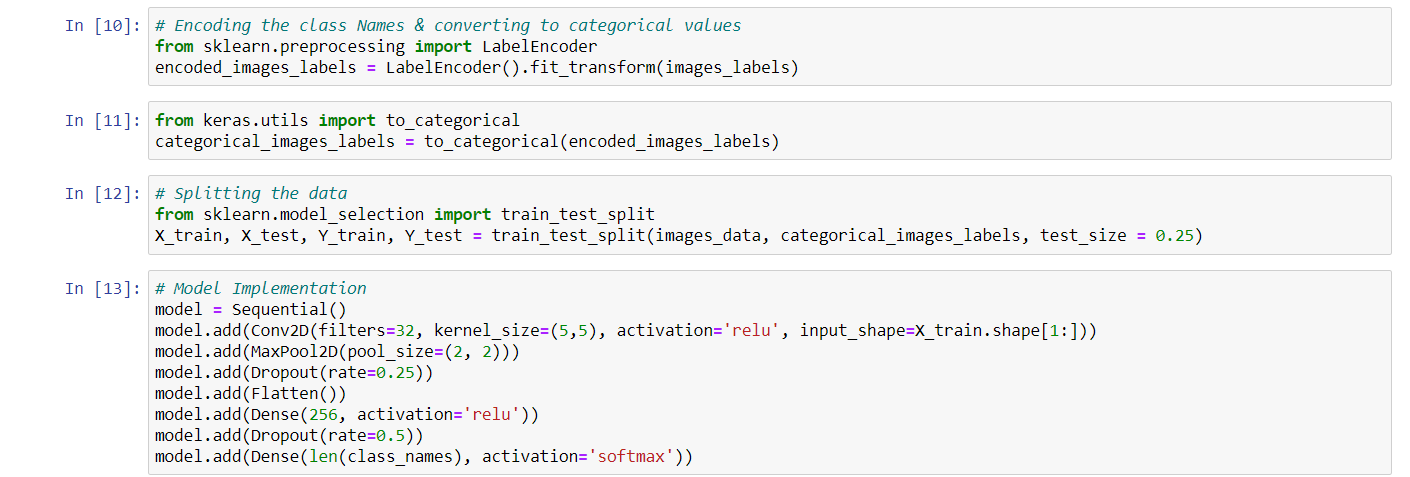 In [10]: # Encoding the class Names & converting to categorical values
from sklearn.preprocessing import LabelEncoder
encoded_images_labels = LabelEncoder().fit_transform(images_labels)
In [11]: from keras.utils import to_categorical
categorical_images_labels = to_categorical(encoded_images_labels)
In [12]: # Splitting the data
from sklearn.model_selection import train_test_split
X_train, X_test, Y_train, Y_test = train_test_split(images_data, categorical_images_labels, test_size = 0.25)
In [13]: # Model Implementation
model = Sequential()
model.add(Conv2D(filters=32, kernel_size=(5,5), activation='relu', input_shape=X_train.shape[1:]))
model.add(MaxPool2D(pool_size=(2, 2)))
model.add(Dropout(rate=0.25))
model.add(Flatten())
model.add(Dense(256, activation='relu'))
model.add(Dropout(rate=0.5))
model.add(Dense(len(class_names), activation='softmax'))